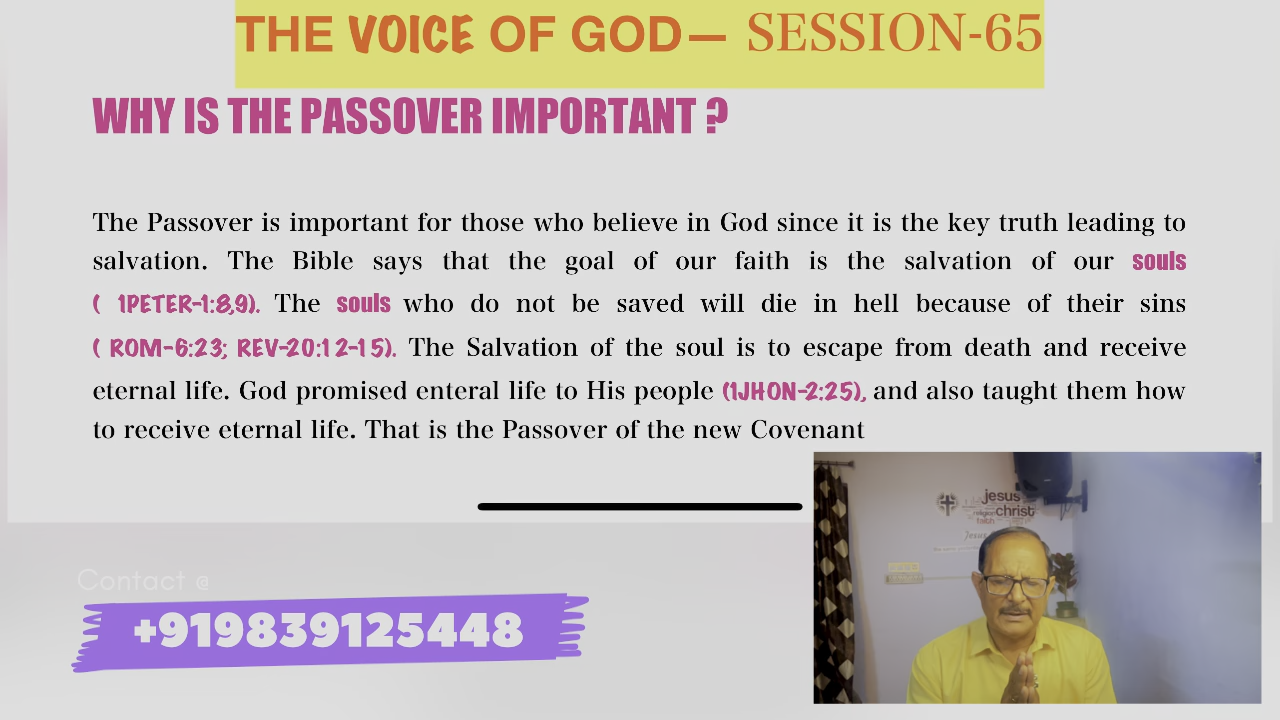 THE VOICE OF GOD— SESSION-65
WHY IS THE PASSOVER IMPORTANT ?
The Passover is important for those who believe in God since it is the key truth leading to
salvation. The Bible says that the goal of our faith is the salvation of our souls
( 1PETER-1:8,9). The souls who do not be saved will die in hell because of their sins
( ROM-6:23; REV-20:12-15). The Salvation of the soul is to escape from death and receive
eternal life. God promised enteral life to His people (1JHON-2:25), and also taught them how
to receive eternal life. That is the Passover of the new Covenant
jesus
christ
religion
faith
Jesus
Contact @
+919839125448